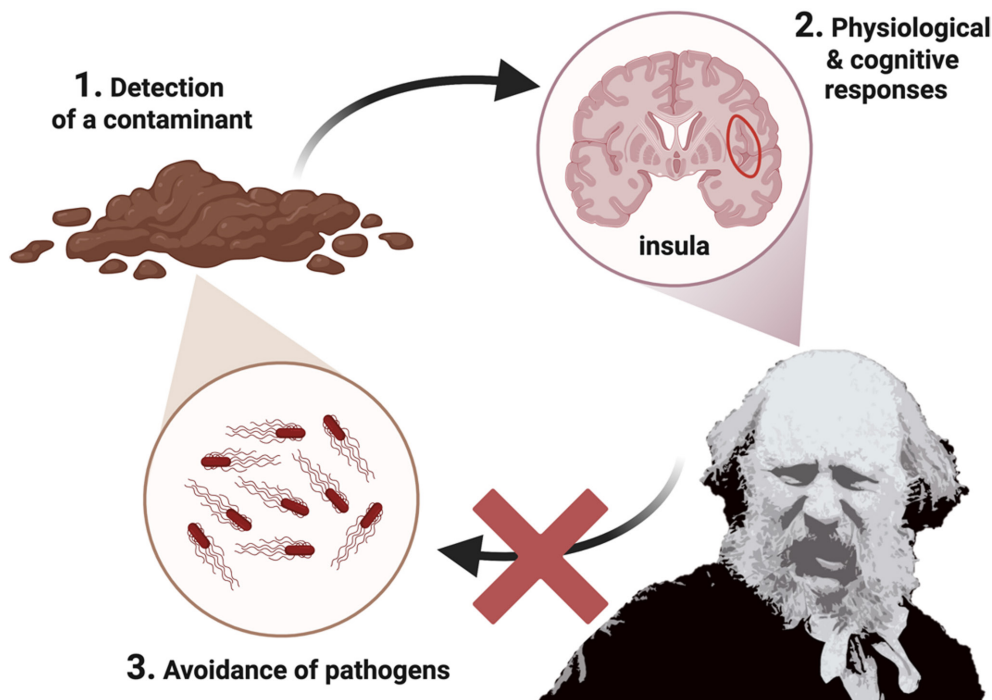 1. Detection
of a contaminant
2. Physiological
& cognitive
responses
insula
3. Avoidance of pathogens